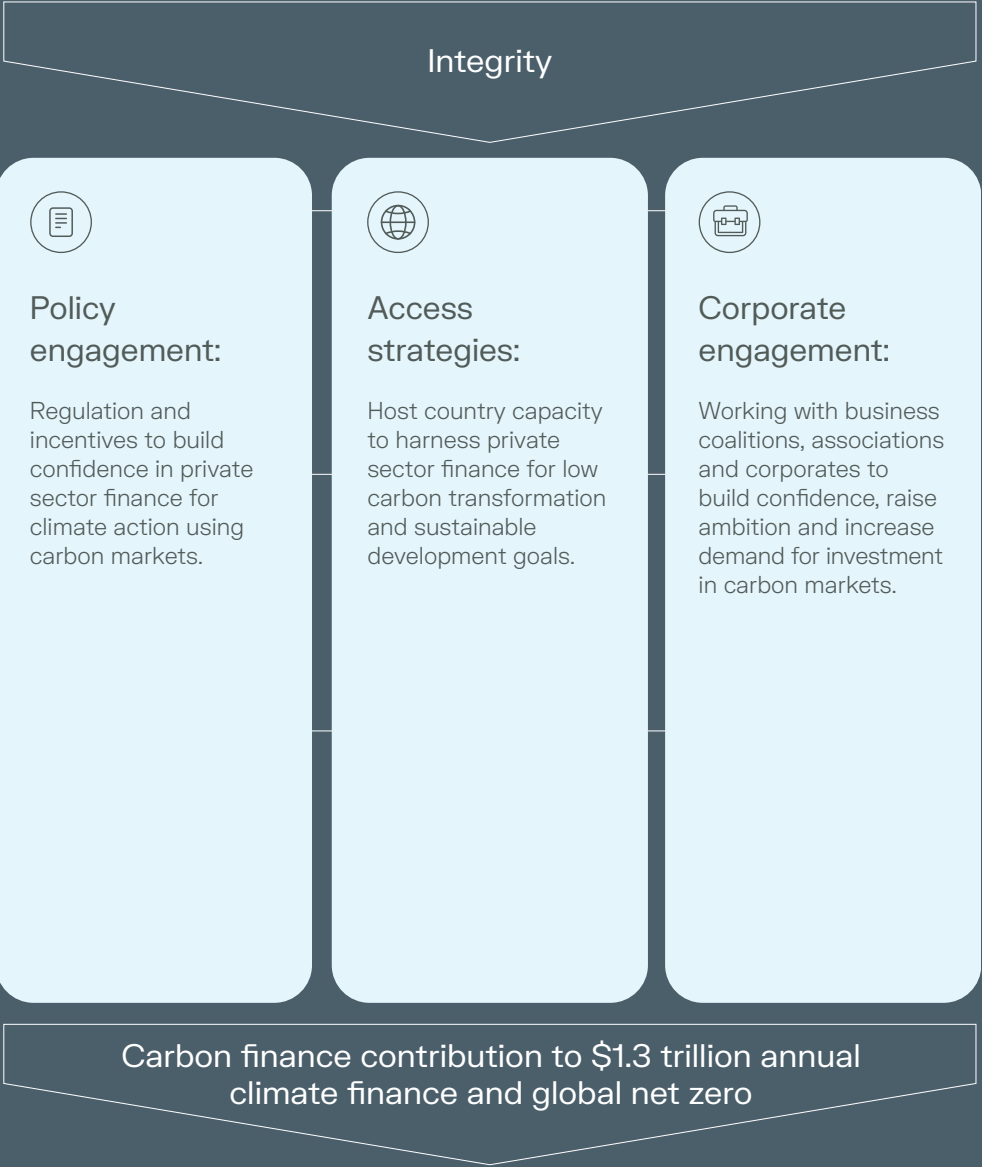 Integrity
Policy
engagement:
Regulation and
incentives to build
confidence in private
sector finance for
climate action using
carbon markets.
Access
strategies:
Host country capacity
to harness private
sector finance for low
carbon transformation
and sustainable
development goals.
Corporate
engagement:
Working with business
coalitions, associations
and corporates to
build confidence, raise
ambition and increase
demand for investment
in carbon markets.
Carbon finance contribution to $1.3 trillion annual
climate finance and global net zero